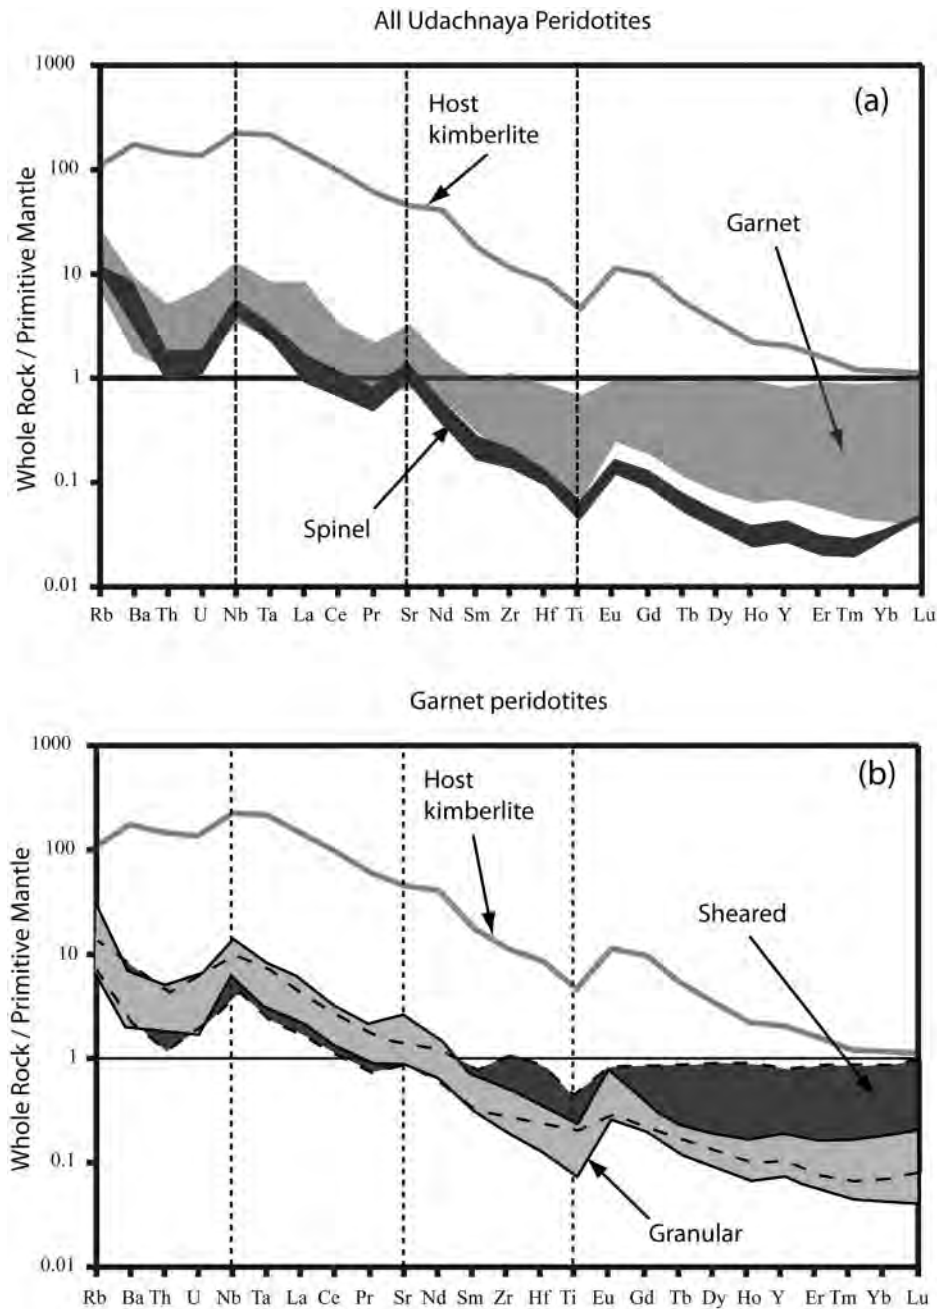 All Udachnaya Peridotites
Whole Rock / Primitive Mantle
1000
100
10
1
0.1
0.01
(a)
Host
kimberlite
Garnet
Spinel
Rb Ba Th U Nb Ta La Ce Pr Sr Nd Sm Zr Hf Ti Eu Gd Tb Dy Ho Y Er Tm Yb Lu
Garnet peridotites
Whole Rock / Primitive Mantle
1000
100
10
1
0.1
0.01
(b)
Host
kimberlite
Sheared
Granular
Rb Ba Th U Nb Ta La Ce Pr Sr Nd Sm Zr Hf Ti Eu Gd Tb Dy Ho Y Er Tm Yb Lu